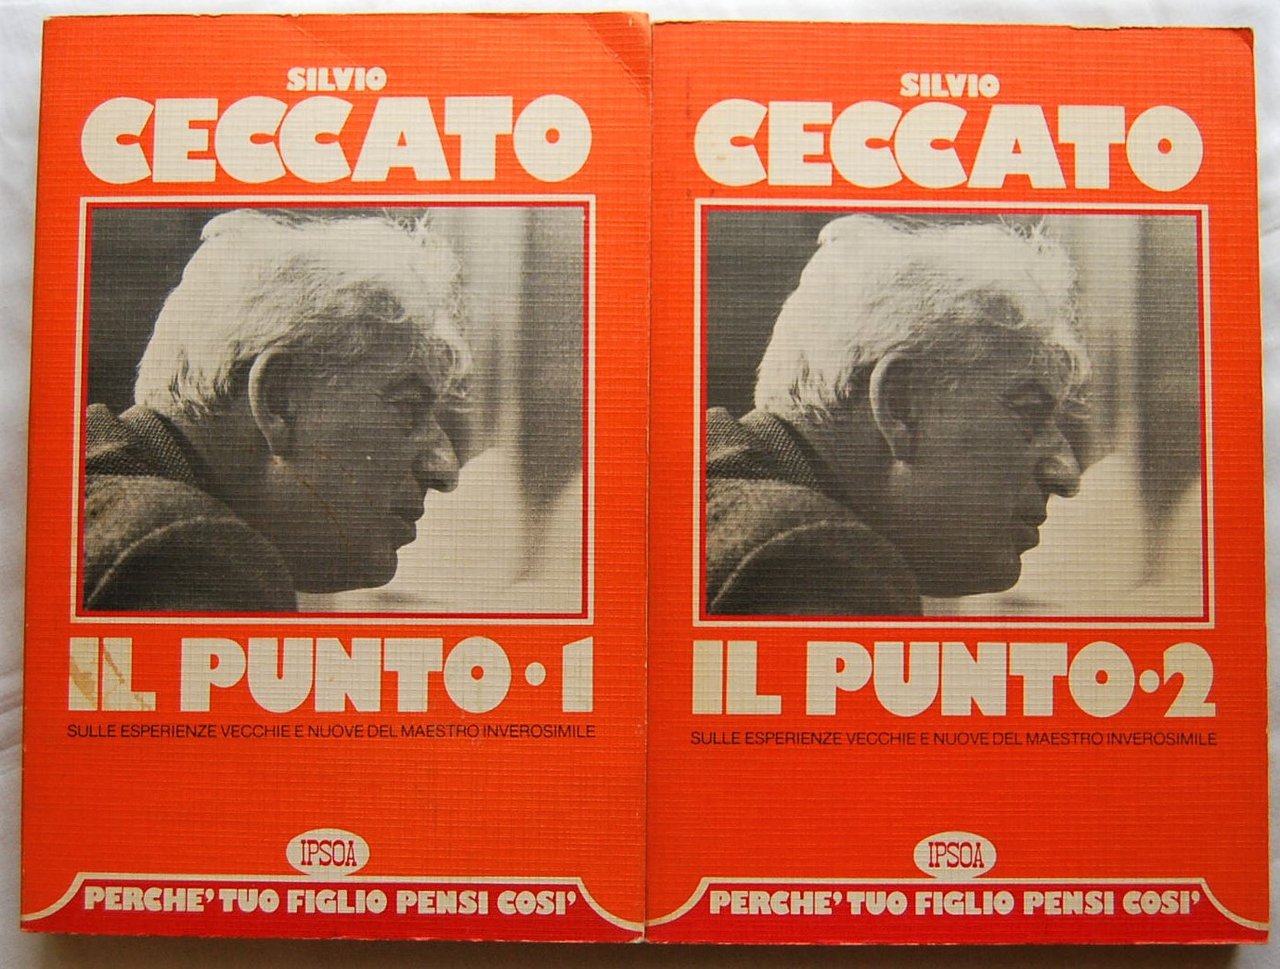 SILVIO
CECCATO
IL PUNTO·1
SULLE ESPERIENZE VECCHIE E NUOVE DEL MAESTRO INVEROSIMILE
IPSOA
PERCHE' TUO FIGLIO PENSI COSI'
SILVIO
CECCATO
IL PUNTO·2
SULLE ESPERIENZE VECCHIE E NUOVE DEL MAESTRO INVEROSIMILE
IPSOA
PERCHE' TUO FIGLIO PENSI COSI'